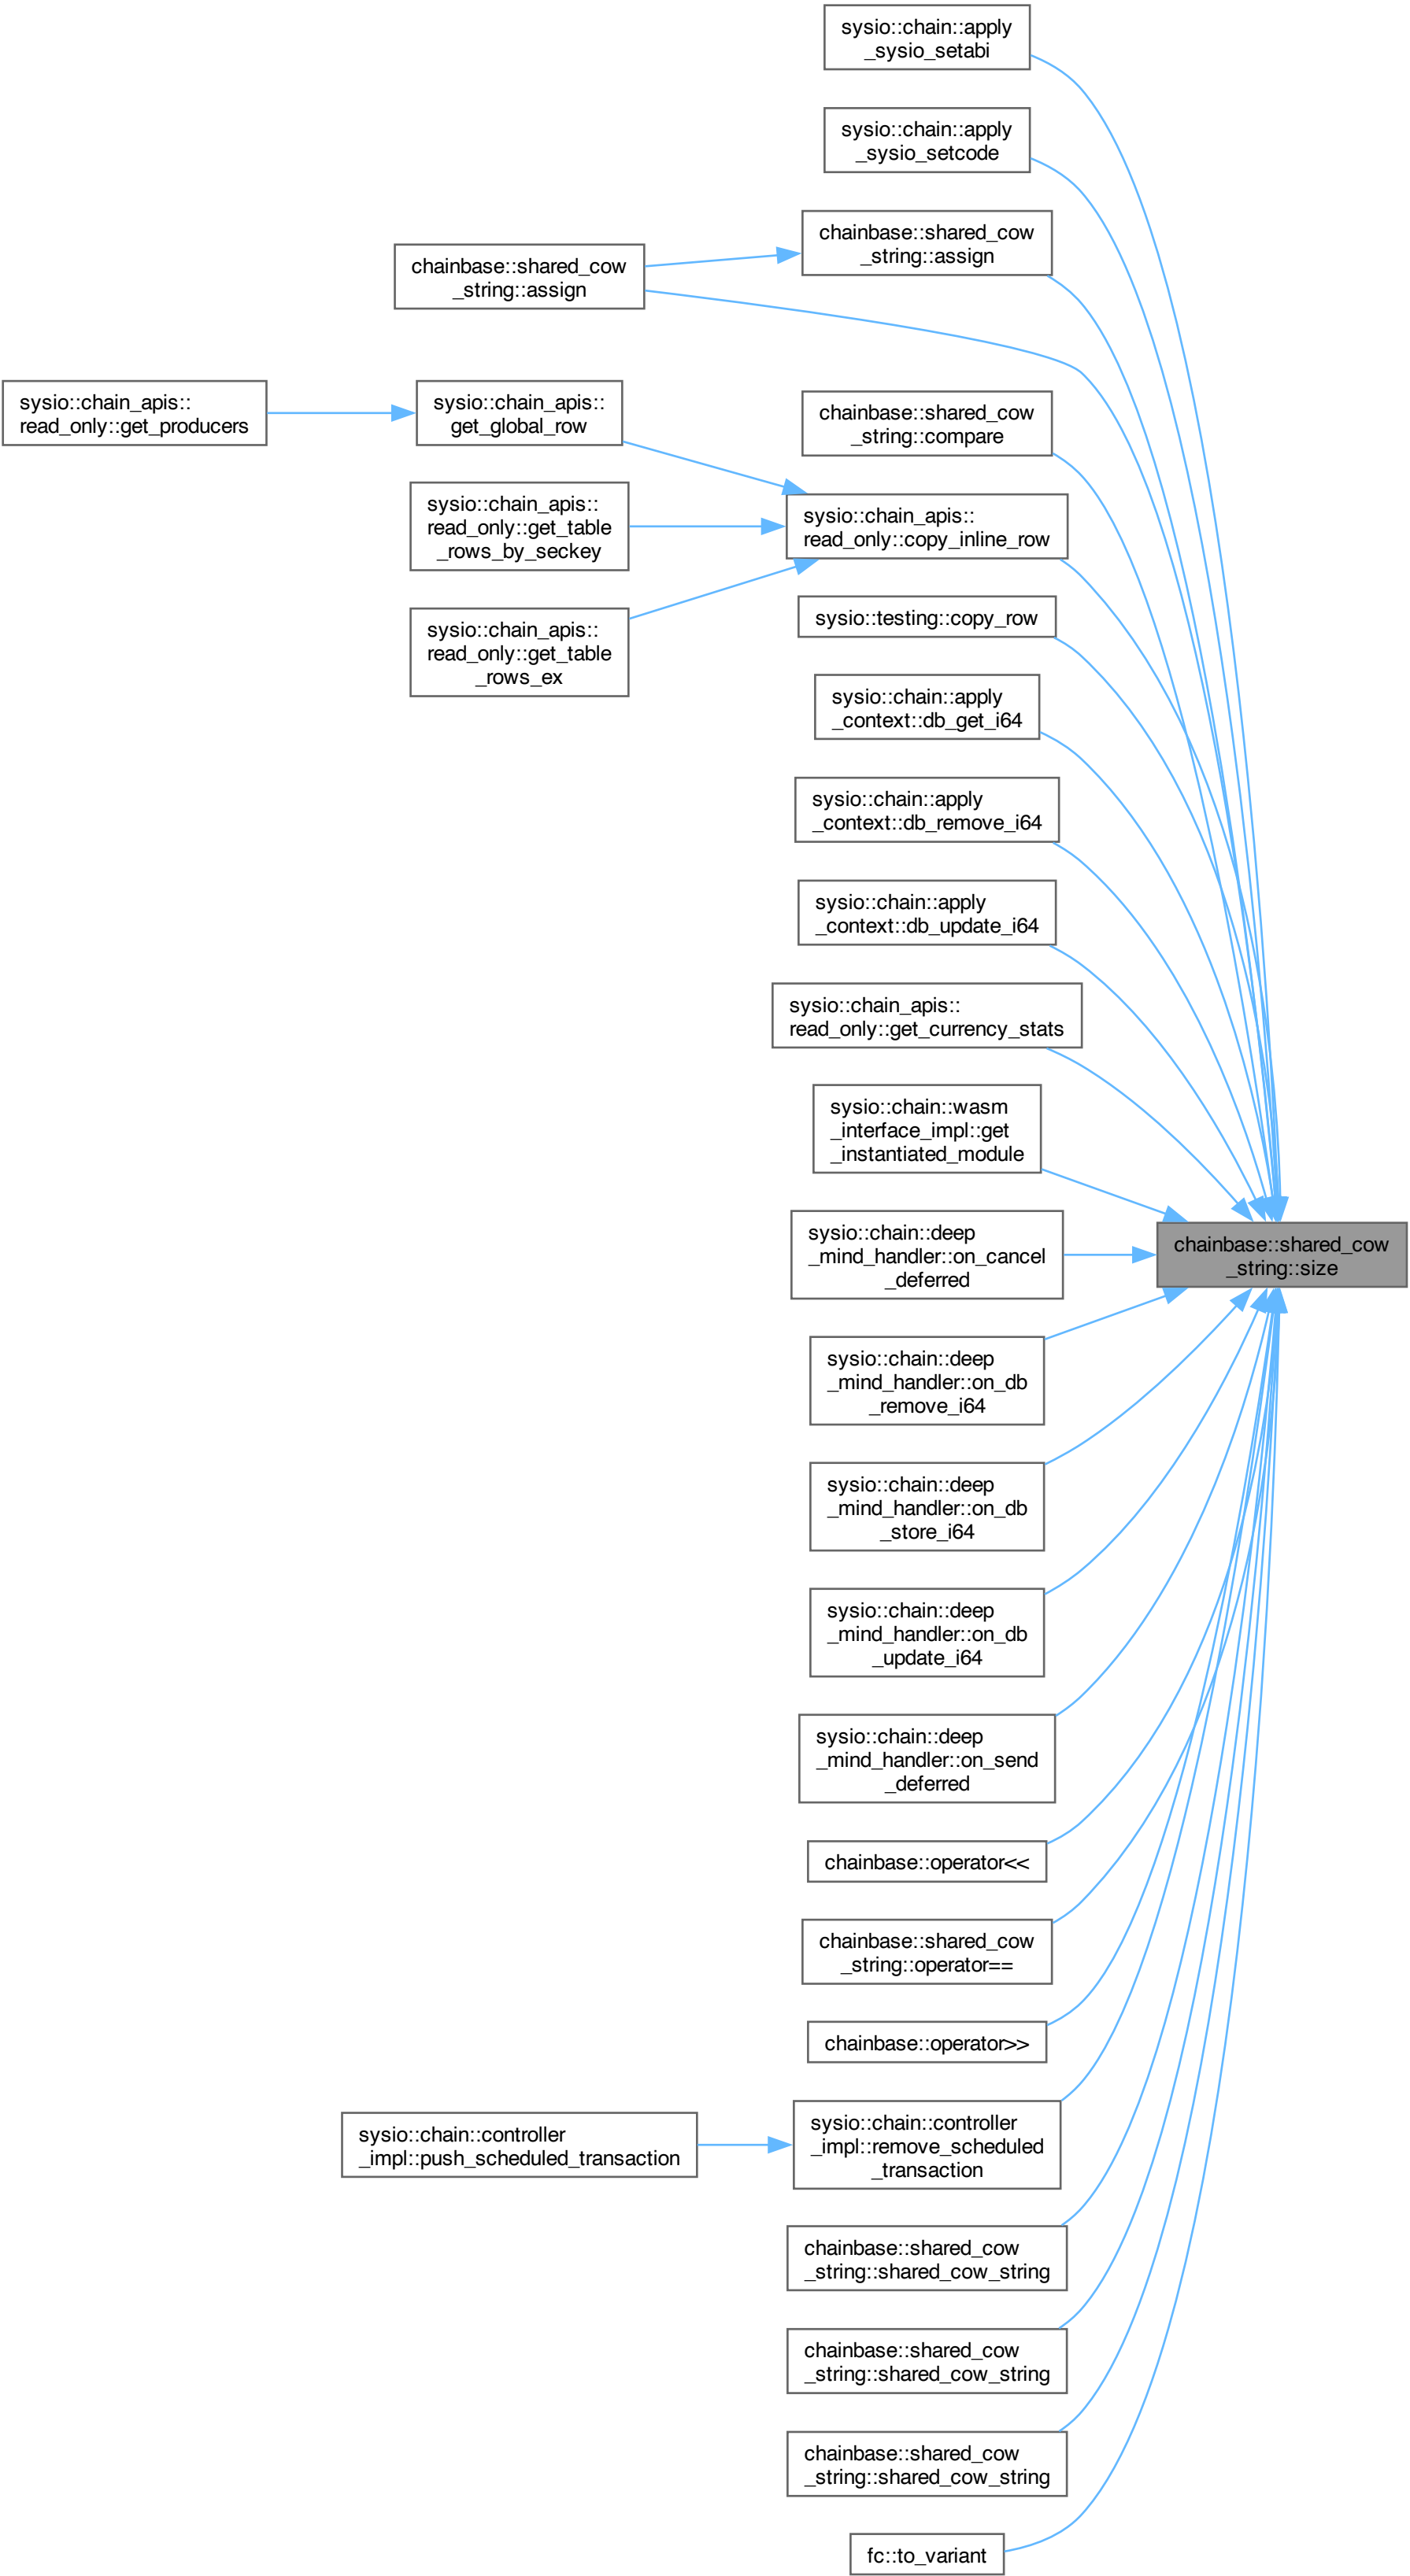 sysio::chain::apply
_sysio_setabi
sysio::chain::apply
_sysio_setcode
chainbase::shared_cow
_string::assign
chainbase::shared_cow
_string::assign
sysio::chain_apis::
read_only::get_producers
sysio::chain_apis::
get_global_row
chainbase::shared_cow
_string::compare
sysio::chain_apis::
read_only::get_table
_rows_by_seckey
sysio::chain_apis::
read_only::copy_inline_row
sysio::chain_apis::
read_only::get_table
_rows_ex
sysio::testing::copy_row
sysio::chain::apply
_context::db_get_i64
sysio::chain::apply
_context::db_remove_i64
sysio::chain::apply
_context::db_update_i64
sysio::chain_apis::
read_only::get_currency_stats
sysio::chain::wasm
_interface_impl::get
_instantiated_module
sysio::chain::deep
_mind_handler::on_cancel
_deferred
chainbase::shared_cow
_string::size
sysio::chain::deep
_mind_handler::on_db
_remove_i64
sysio::chain::deep
_mind_handler::on_db
_store_i64
sysio::chain::deep
_mind_handler::on_db
_update_i64
sysio::chain::deep
_mind_handler::on_send
_deferred
chainbase::operator<<
chainbase::shared_cow
_string::operator==
chainbase::operator>>
sysio::chain::controller
_impl::push_scheduled_transaction
sysio::chain::controller
_impl::remove_scheduled
_transaction
chainbase::shared_cow
_string::shared_cow_string
chainbase::shared_cow
_string::shared_cow_string
chainbase::shared_cow
_string::shared_cow_string
fc::to_variant